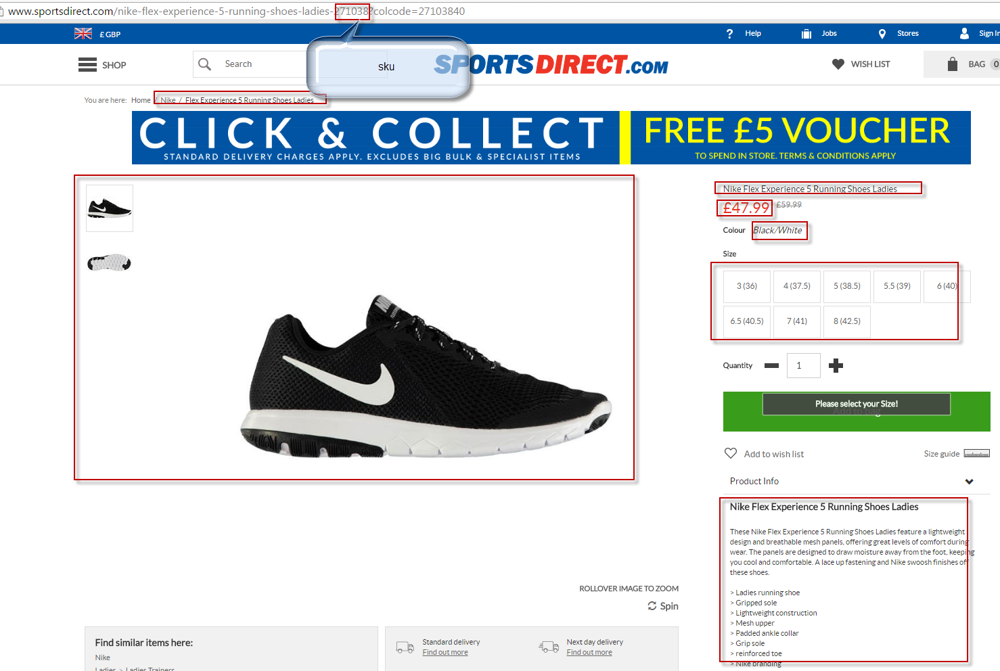 www.sportsdirect.com/nike-flex-experience-5-running-shoes-ladies-271038?colcode=27103840
£ GBP
? Help
Jobs
Stores
Sign In
SHOP
Search
sku
SPORTSDIRECT.COM
WISH LIST
BAG 0
You are here: Home / Nike / Flex Experience 5 Running Shoes Ladies
CLICK & COLLECT
STANDARD DELIVERY CHARGES APPLY. EXCLUDES BIG BULK & SPECIALIST ITEMS
FREE £5 VOUCHER
TO SPEND IN STORE. TERMS & CONDITIONS APPLY
Nike Flex Experience 5 Running Shoes Ladies
£47.99 £59.99
Colour Black/White
Size
3 (36) 4 (37.5) 5 (38.5) 5.5 (39) 6 (40)
6.5 (40.5) 7 (41) 8 (42.5)
NIKE
Quantity 1
Please select your Size!
Add to bag
Add to wish list
Size guide
Product Info
Nike Flex Experience 5 Running Shoes Ladies
These Nike Flex Experience 5 Running Shoes Ladies feature a lightweight
design and breathable mesh panels, offering great levels of comfort during
wear. The panels are designed to draw moisture away from the foot, keeping
you cool and comfortable. A lace up fastening and Nike swoosh finishes off
these shoes.
> Ladies running shoe
> Gripped sole
> Lightweight construction
> Mesh upper
> Padded ankle collar
> Grip sole
> reinforced toe
> Nike branding
ROLLOVER IMAGE TO ZOOM
Spin
Find similar items here:
Nike
Ladies > Ladies Trainers
Standard delivery
Find out more
Next day delivery
Find out more